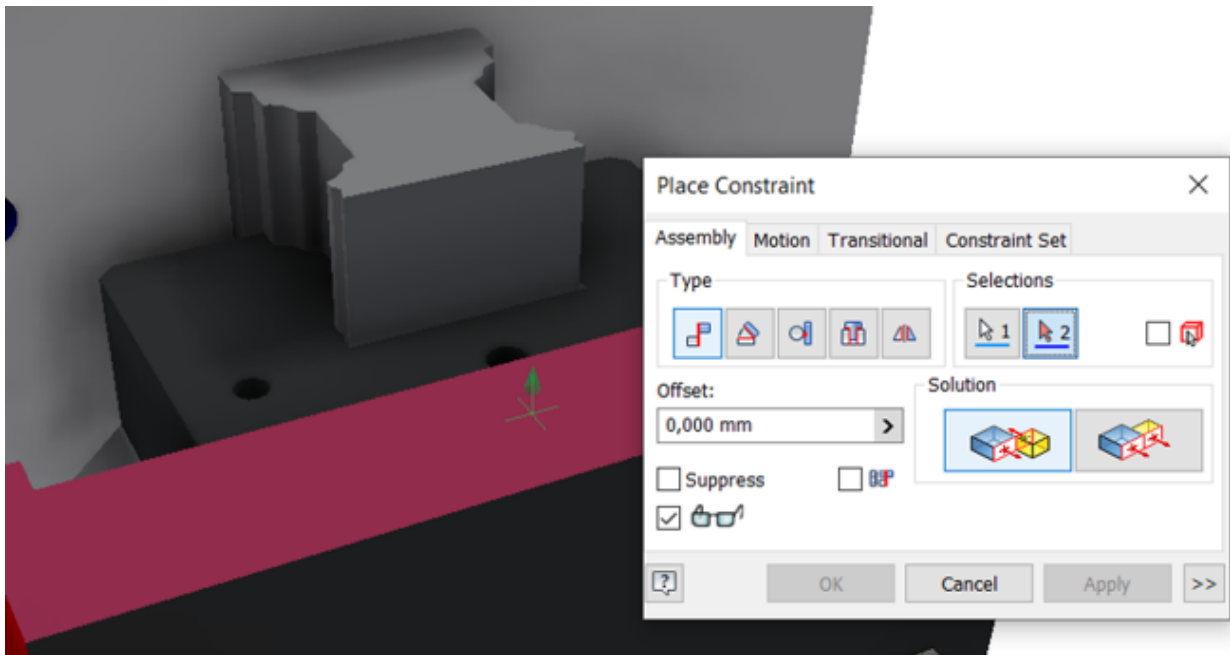 Place Constraint
Assembly Motion Transitional Constraint Set
Type
Selections
1
2
Offset:
Solution
0,000 mm
>
Suppress
?
OK
Cancel
Apply
>>